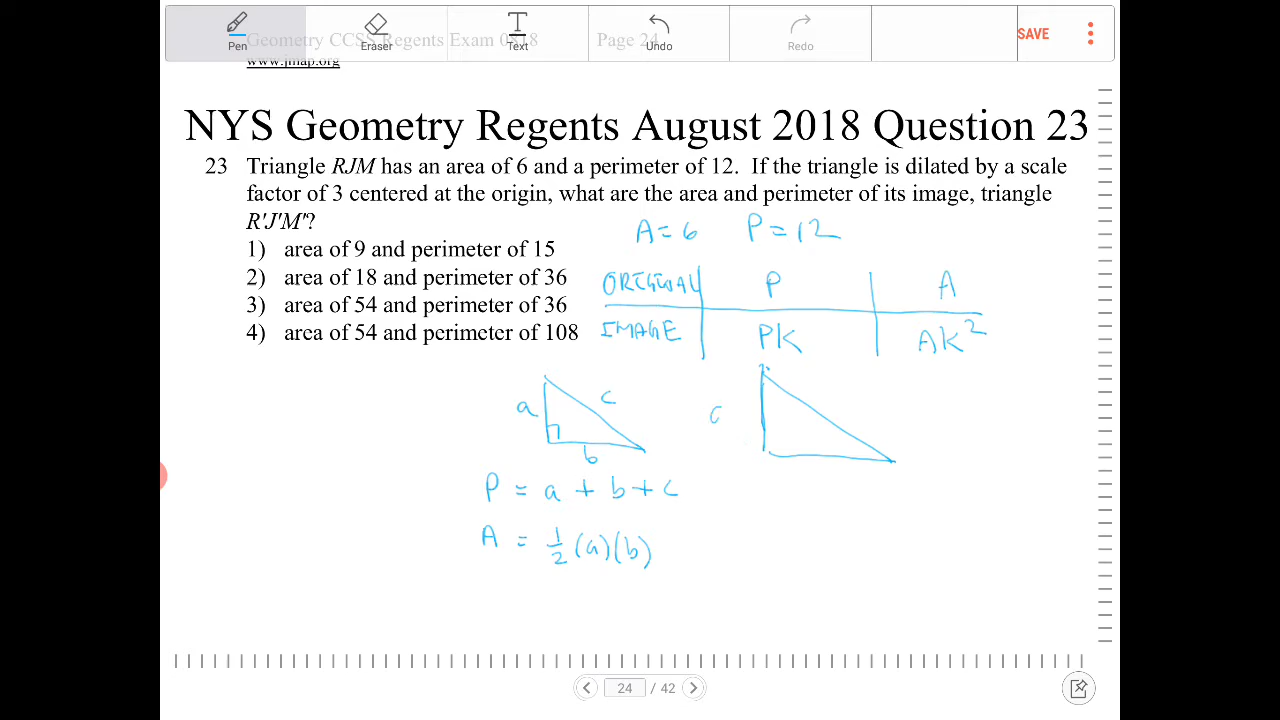 Pen
Eraser
Text
Undo
Redo
SAVE
Geometry CCSS Regents Exam 0818 Page 24
www.jmap.org
NYS Geometry Regents August 2018 Question 23
23 Triangle RJM has an area of 6 and a perimeter of 12. If the triangle is dilated by a scale
factor of 3 centered at the origin, what are the area and perimeter of its image, triangle
R'J'M'?
1) area of 9 and perimeter of 15
2) area of 18 and perimeter of 36
3) area of 54 and perimeter of 36
4) area of 54 and perimeter of 108
A = 6 P = 12
ORIGINAL P A
IMAGE PK AK²
a
c
b
P = a + b + c
A = 1/2 (a)(b)
24 / 42